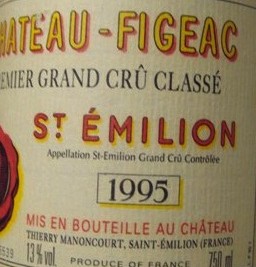 HATEAU-FIGEAC
EMIER GRAND CRÛ CLASSÉ
ST ÉMILION
Appellation St-Emilion Grand Crû Contrôlée
1995
MIS EN BOUTEILLE AU CHÂTEAU
THIERRY MANONCOURT, SAINT-ÉMILION (FRANCE)
13 % vol. 750 ml
PRODUCE OF FRANCE